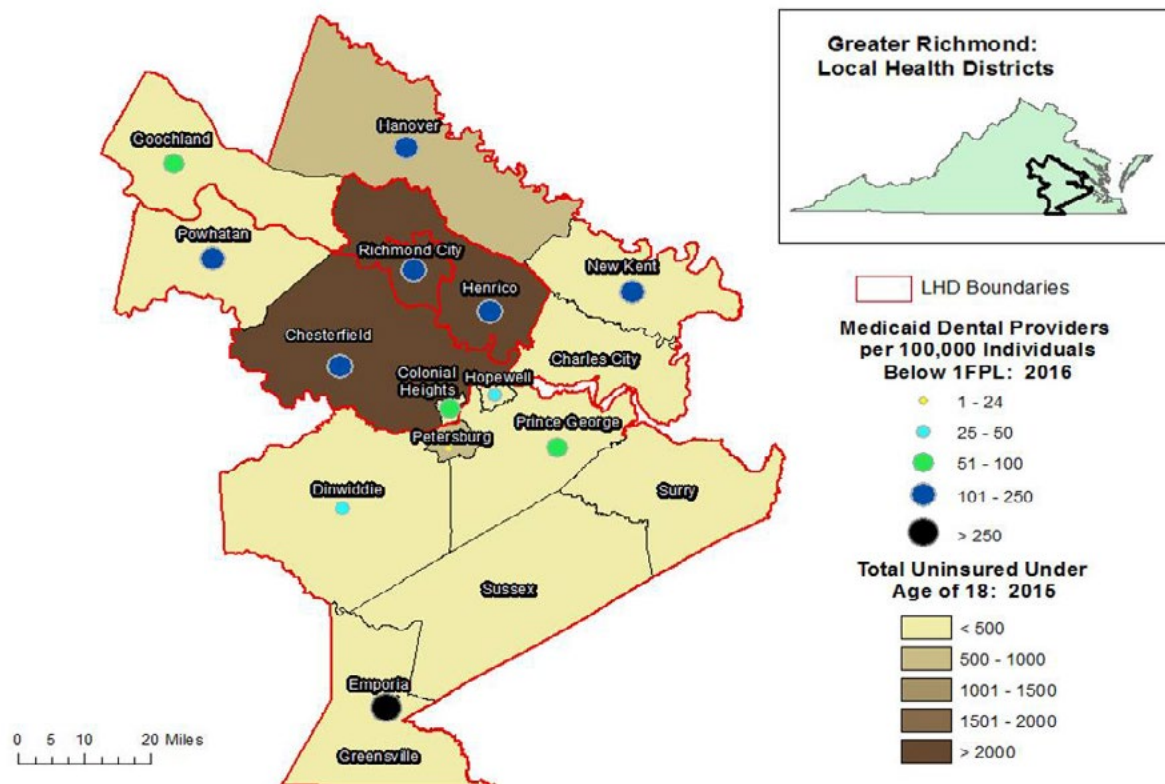 Greater Richmond:
Local Health Districts
Hanover
Goochland
Powhatan
Richmond City
New Kent
Henrico
Chesterfield
Charles City
Colonial
Heights
Hopewell
Prince George
Petersburg
Dinwiddie
Surry
Sussex
Emporia
Greensville
LHD Boundaries
Medicaid Dental Providers
per 100,000 Individuals
Below 1FPL: 2016
1 - 24
25 - 50
51 - 100
101 - 250
> 250
Total Uninsured Under
Age of 18: 2015
< 500
500 - 1000
1001 - 1500
1501 - 2000
> 2000
0 5 10 20 Miles